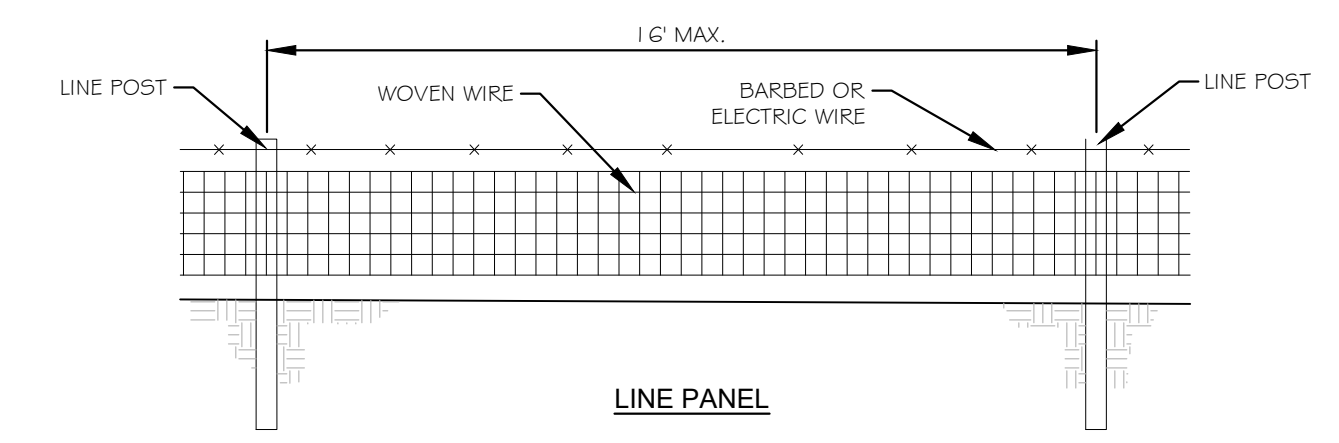 16' MAX.
LINE POST
WOVEN WIRE
BARBED OR
ELECTRIC WIRE
LINE POST
LINE PANEL